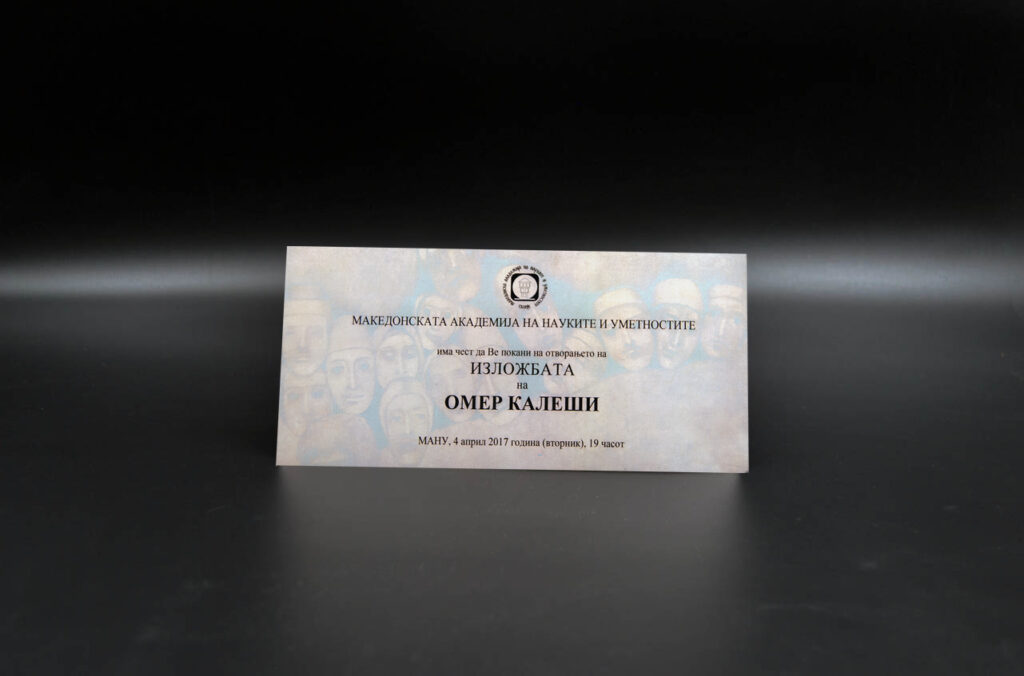 МАКЕДОНСКАТА АКАДЕМИЈА НА НАУКИТЕ И УМЕТНОСТИТЕ
има чест да Ве покани на отворањето на
ИЗЛОЖБАТА
на
ОМЕР КАЛЕШИ
МАНУ, 4 април 2017 година (вторник), 19 часот